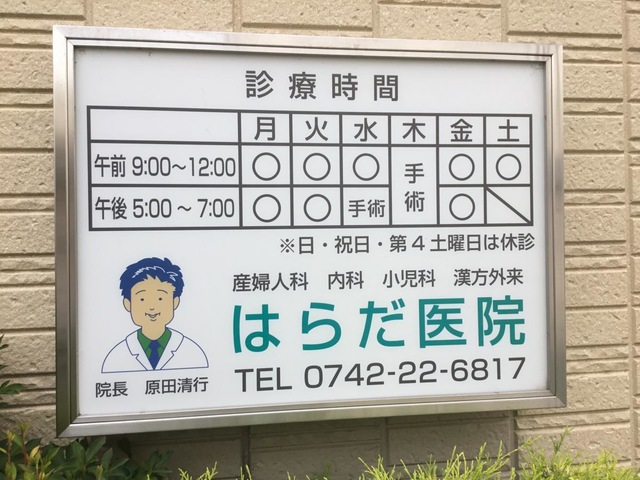 診療時間
月 火 水 木 金 土
午前 9:00～12:00 ○ ○ ○ 手術 ○ ○
午後 5:00～7:00 ○ ○ 手術 ○ ＼
※日・祝日・第4土曜日は休診
産婦人科 内科 小児科 漢方外来
はらだ医院
TEL 0742-22-6817
院長 原田清行